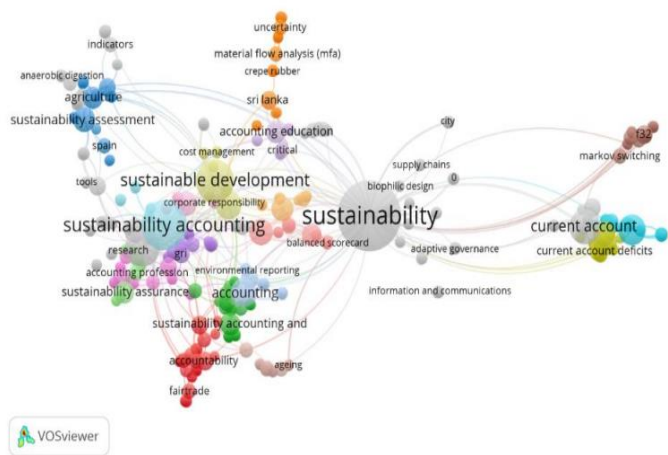 uncertainty
indicators
material flow analysis (mfa)
anaerobic digestion
crepe rubber
agriculture
sri lanka
sustainability assessment
accounting education
city
f32
spain
cost management
critical
markov switching
supply chains
tools
sustainable development
0
biophilic design
corporate responsibility
sustainability
sustainability accounting
current account
research
gri
balanced scorecard
adaptive governance
current account deficits
accounting profession
environmental reporting
sustainability assurance
accounting
information and communications
sustainability accounting and
accountability
ageing
fairtrade
VOSviewer